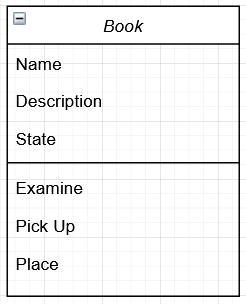 Book
Name
Description
State
Examine
Pick Up
Place